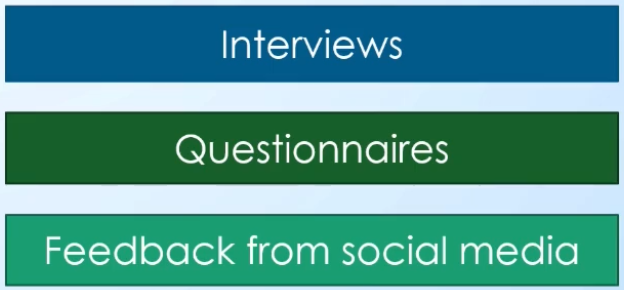 Interviews
Questionnaires
Feedback from social media